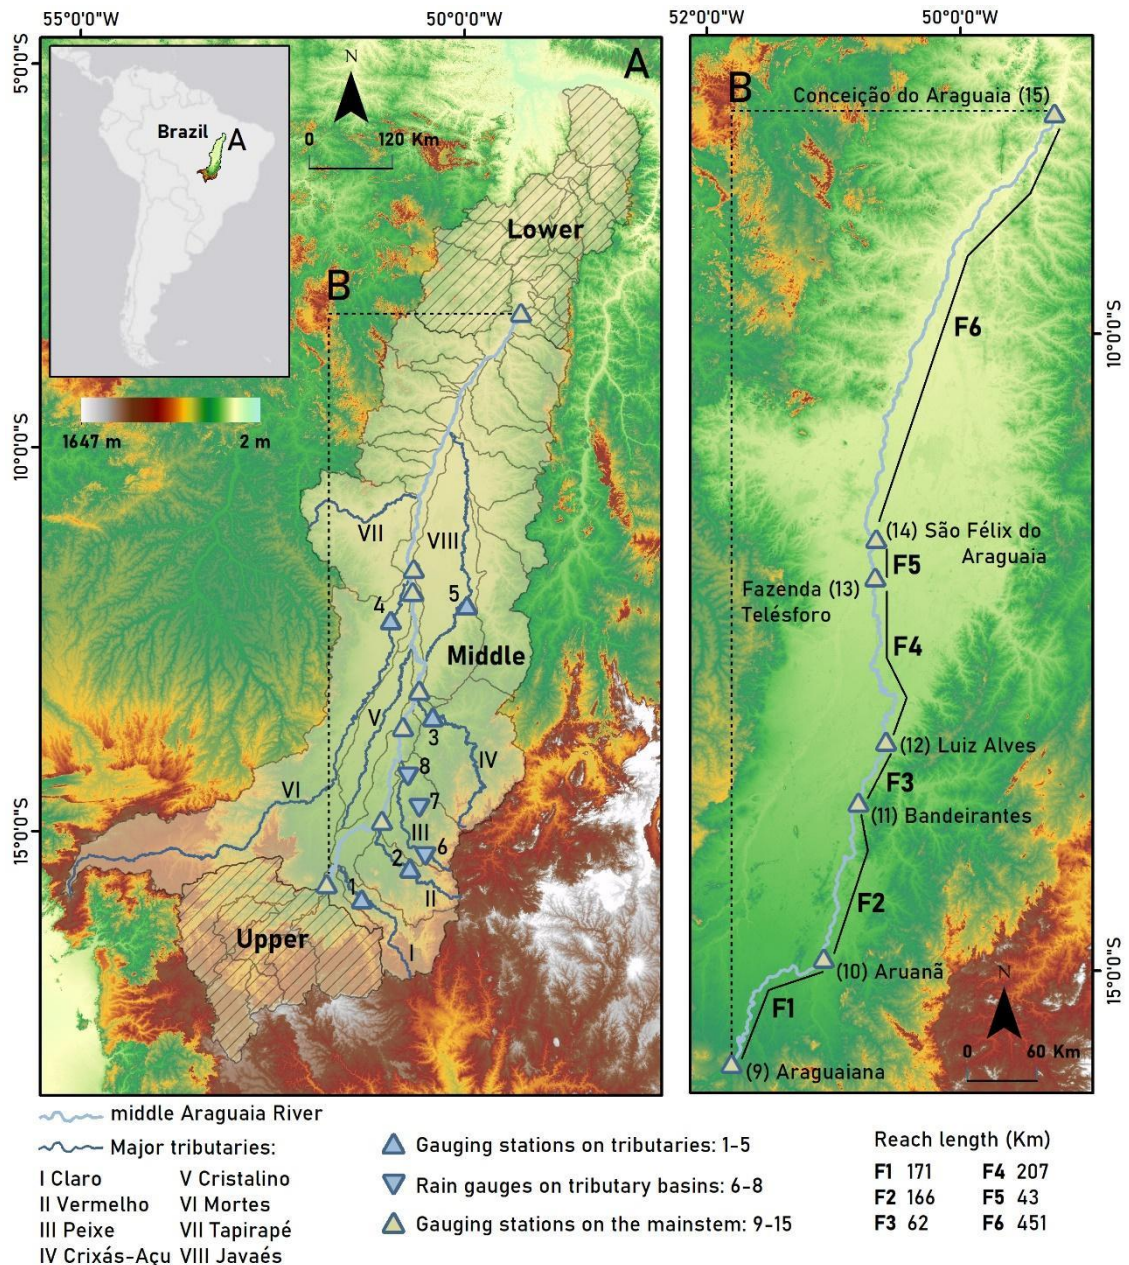 55°0'0"W
50°0'0"W
52°0'0"W
50°0'0"W
5°0'0"S
10°0'0"S
15°0'0"S
A
N
0 120 Km
Brazil
A
1647 m
2 m
Lower
B
VII
VIII
4
5
Middle
V
3
IV
8
VI
7
III
6
2
1
II
Upper
I
B
Conceição do Araguaia (15)
F6
10°0'0"S
(14) São Félix do
Araguaia
F5
Fazenda (13)
Telésforo
F4
(12) Luiz Alves
F3
(11) Bandeirantes
F2
(10) Aruanã
15°0'0"S
N
F1
0 60 Km
(9) Araguaiana
middle Araguaia River
Major tributaries:
I Claro
V Cristalino
II Vermelho
VI Mortes
III Peixe
VII Tapirapé
IV Crixás-Açu
VIII Javaés
Gauging stations on tributaries: 1-5
Rain gauges on tributary basins: 6-8
Gauging stations on the mainstem: 9-15
Reach length (Km)
F1 171
F4 207
F2 166
F5 43
F3 62
F6 451